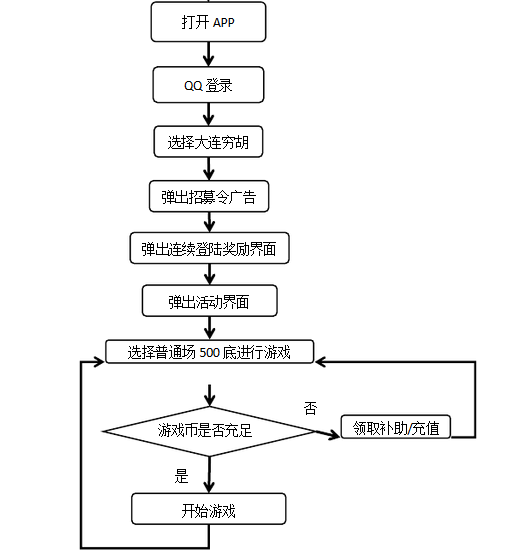 打开 APP
QQ 登录
选择大连穷胡
弹出招募令广告
弹出连续登陆奖励界面
弹出活动界面
选择普通场 500 底进行游戏
否
游戏币是否充足
领取补助/充值
是
开始游戏